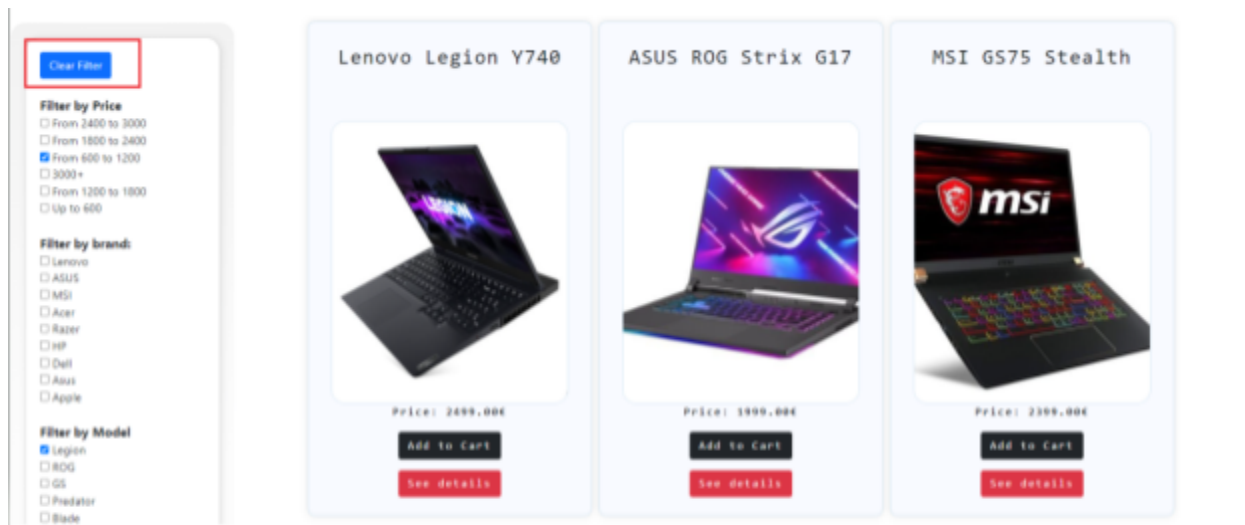 Clear Filter
Filter by Price
From 2400 to 3000
From 1800 to 2400
From 600 to 1200
3000+
From 1200 to 1800
Up to 600
Filter by brand:
Lenovo
ASUS
MSI
Acer
Razer
HP
Dell
Asus
Apple
Filter by Model
Legion
ROG
GS
Predator
Blade
Lenovo Legion Y740
LEGION
Price: 2499.00€
Add to Cart
See details
ASUS ROG Strix G17
Price: 1999.00€
Add to Cart
See details
MSI GS75 Stealth
msi
Price: 2399.00€
Add to Cart
See details